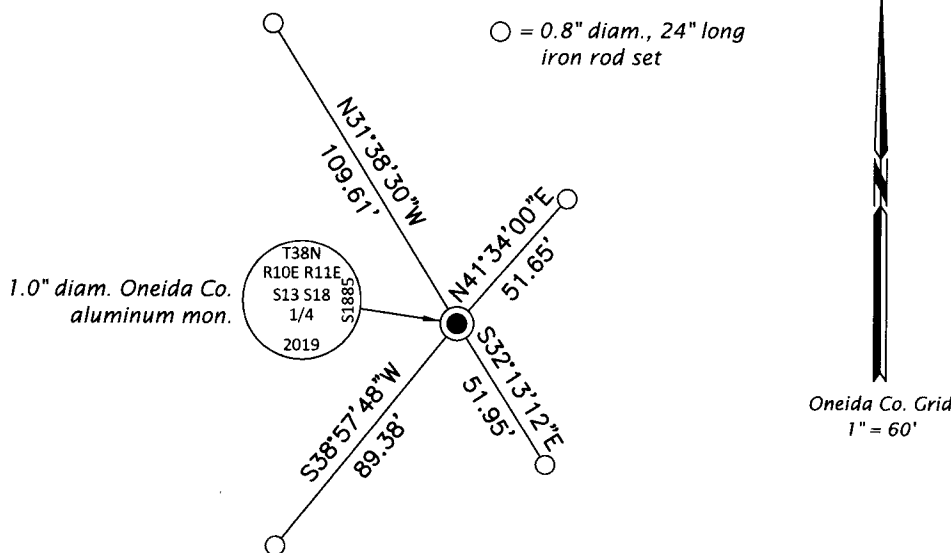 ○ = 0.8" diam., 24" long
iron rod set
N31°38'30"W
109.61'
N41°34'00"E
51.65'
1.0" diam. Oneida Co.
aluminum mon.
T38N
R10E R11E
S13 S18
1/4
2019
S1885
S32°13'12"E
51.95'
S38°57'48"W
89.38'
N
Oneida Co. Grid
1" = 60'